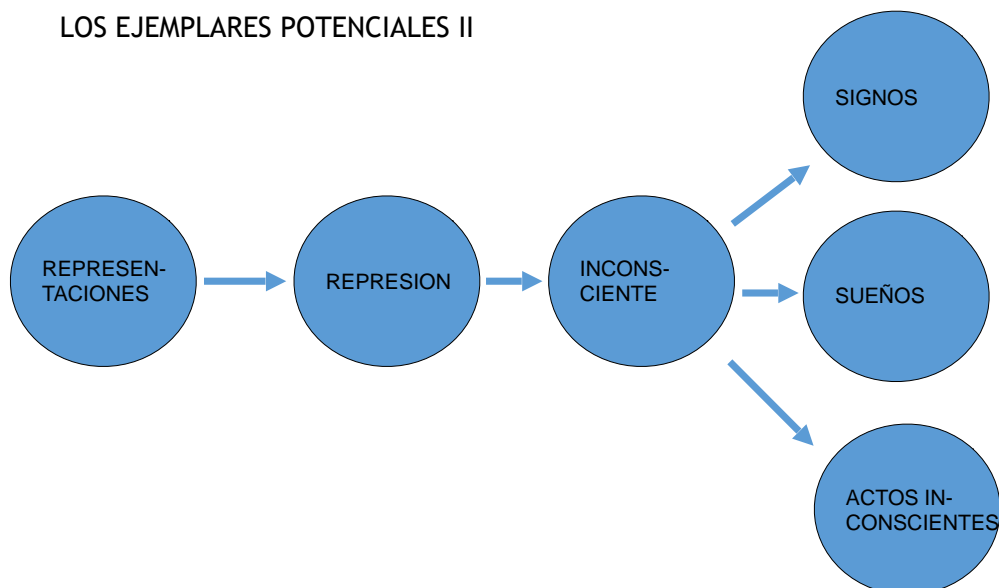 LOS EJEMPLARES POTENCIALES II
SIGNOS
REPRESEN-
TACIONES
REPRESION
INCONS-
CIENTE
SUEÑOS
ACTOS IN-
CONSCIENTES